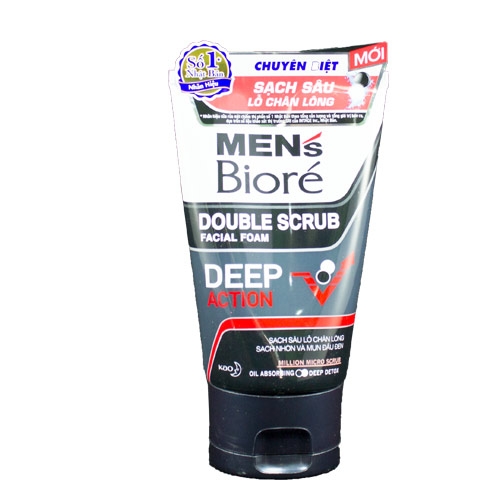 Số 1
Nhật Bản
Nhãn Hiệu
CHUYÊN BIỆT
MỚI
SẠCH SÂU
LỖ CHÂN LÔNG
MEN's
Bioré
DOUBLE SCRUB
FACIAL FOAM
DEEP
ACTION
SẠCH SÂU LỖ CHÂN LÔNG
SẠCH NHỜN VÀ MỤN ĐẦU ĐEN
MILLION MICRO SCRUB
OIL ABSORBING DEEP DETOX
Kao